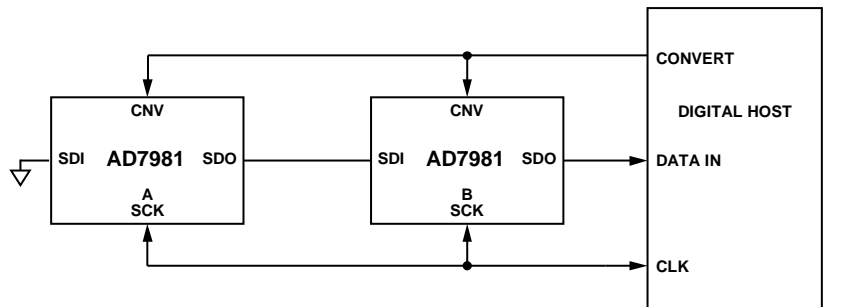 CONVERT
CNV
CNV
DIGITAL HOST
SDI AD7981 SDO
SDI AD7981 SDO
DATA IN
A
SCK
B
SCK
CLK